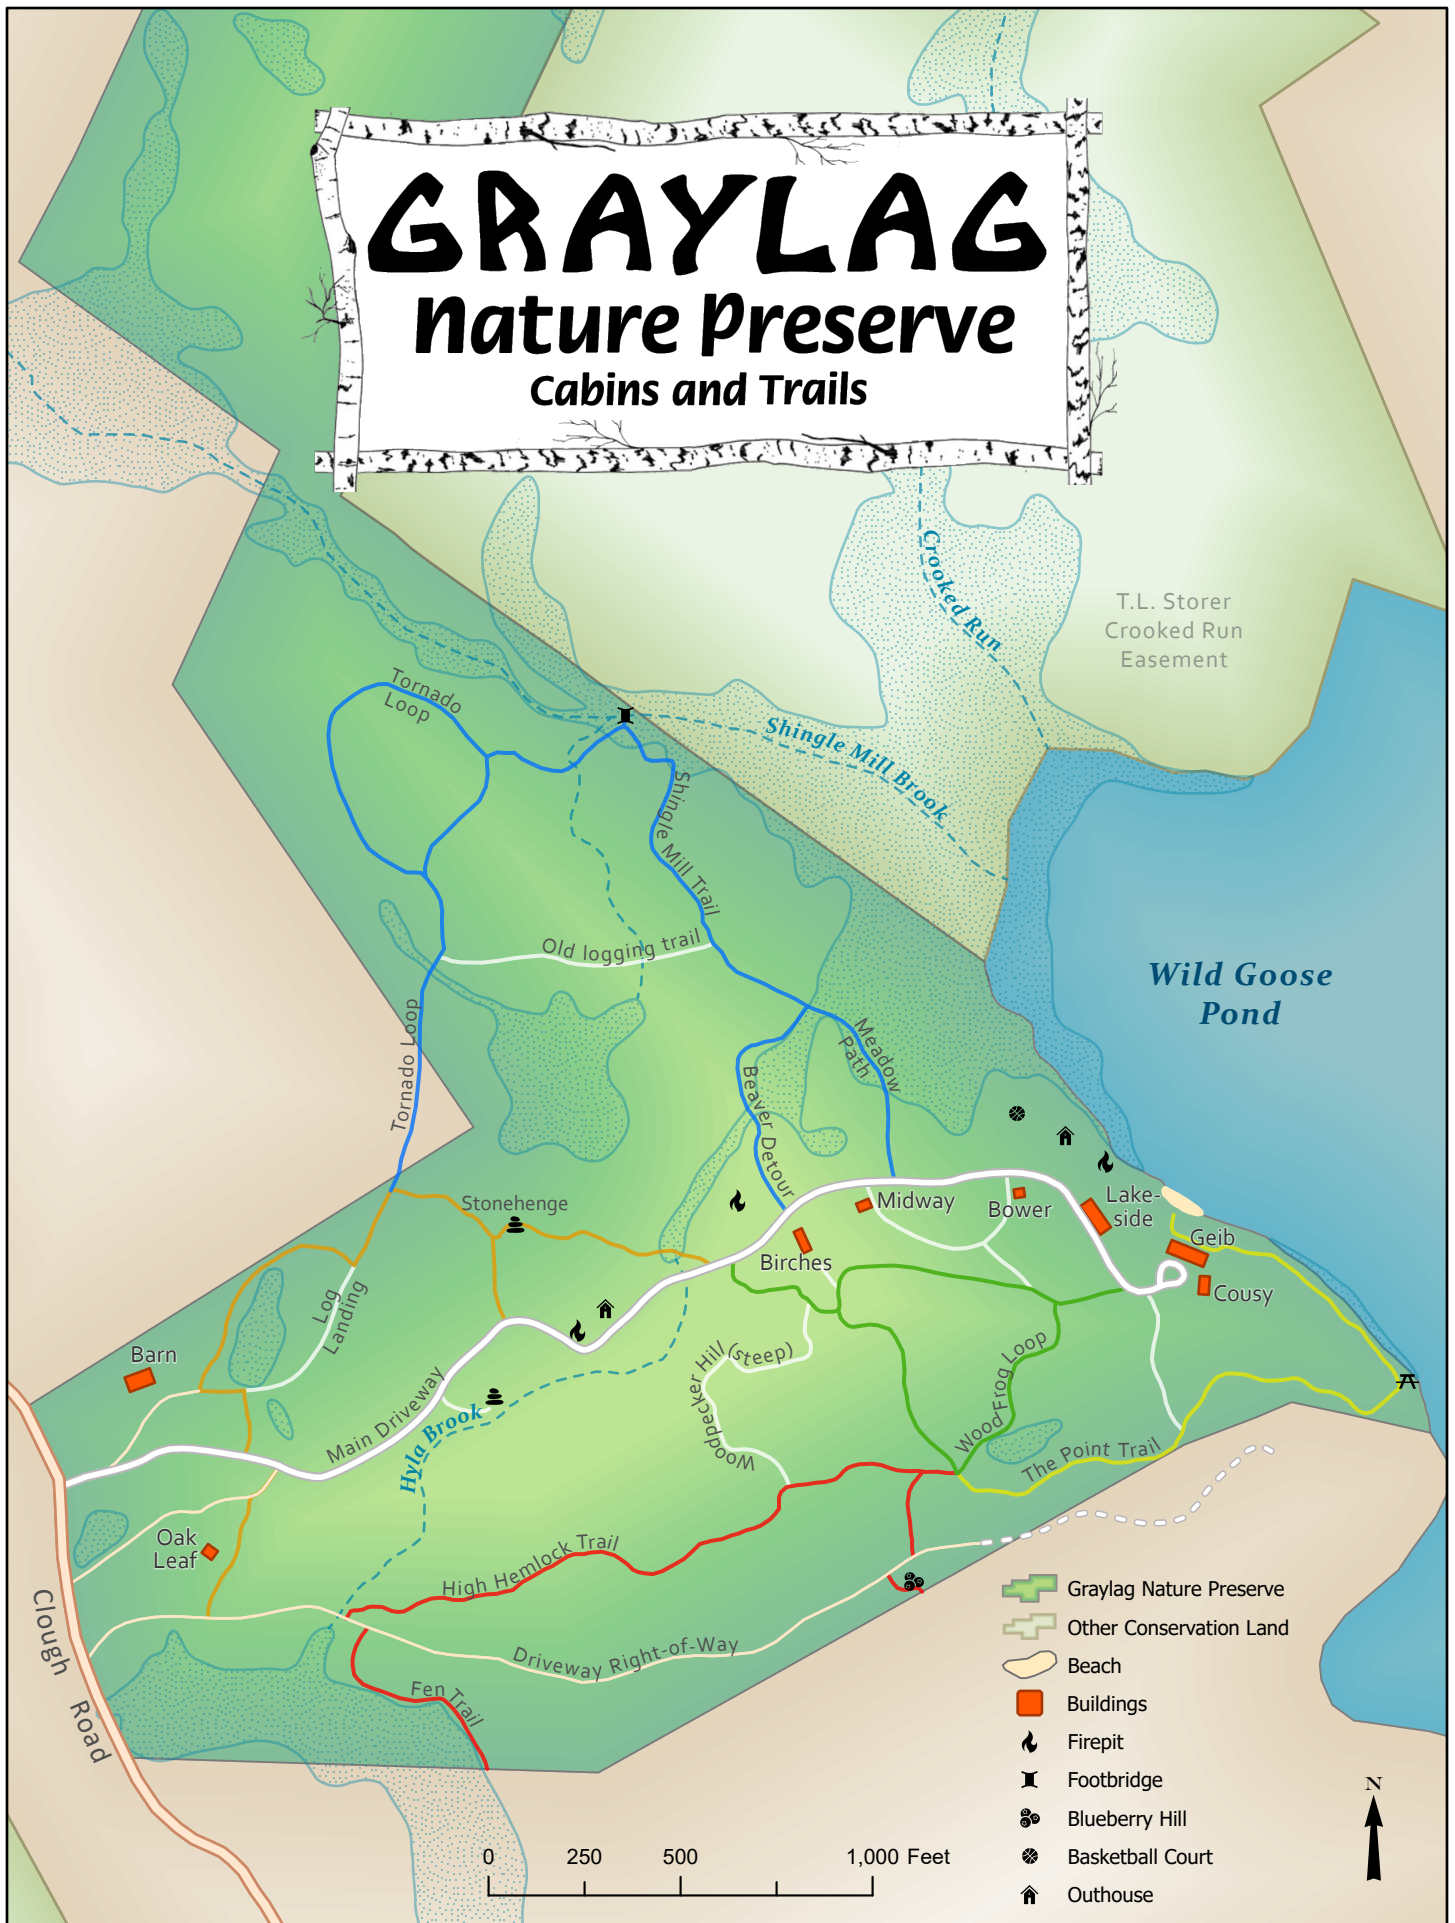 GRAYLAG
Nature Preserve
Cabins and Trails
Crooked Run
T.L. Storer
Crooked Run
Easement
Tornado
Loop
Shingle Mill Brook
Shingle Mill Trail
Old logging trail
Wild Goose
Pond
Tornado Loop
Meadow
Path
Beaver Detour
Stonehenge
Midway
Bower
Lake-
side
Geib
Birches
Cousy
Log
Landing
Barn
Woodpecker Hill (steep)
Wood Frog Loop
Main Driveway
Hyla Brook
The Point Trail
Oak
Leaf
High Hemlock Trail
Clough Road
Driveway Right-of-Way
Fen Trail
Graylag Nature Preserve
Other Conservation Land
Beach
Buildings
Firepit
Footbridge
Blueberry Hill
Basketball Court
Outhouse
N
0 250 500 1,000 Feet